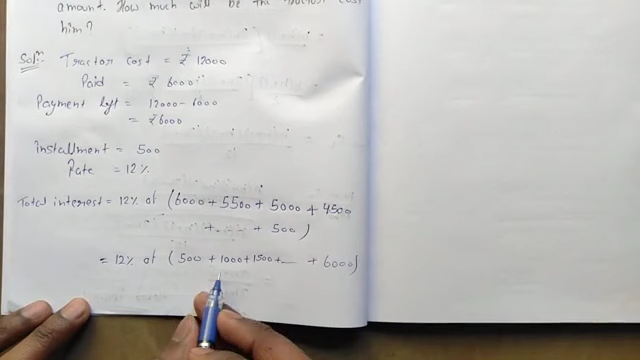 amount. How much will be the tractor cost
him?
Solⁿ Tractor cost = ₹ 12000
Paid = ₹ 6000
Payment left = 12000 - 6000
= ₹6000
Installment = 500
Rate = 12%
Total interest = 12% of (6000 + 5500 + 5000 + 4500
+ ... + 500)
= 12% of (500 + 1000 + 1500 + — + 6000)